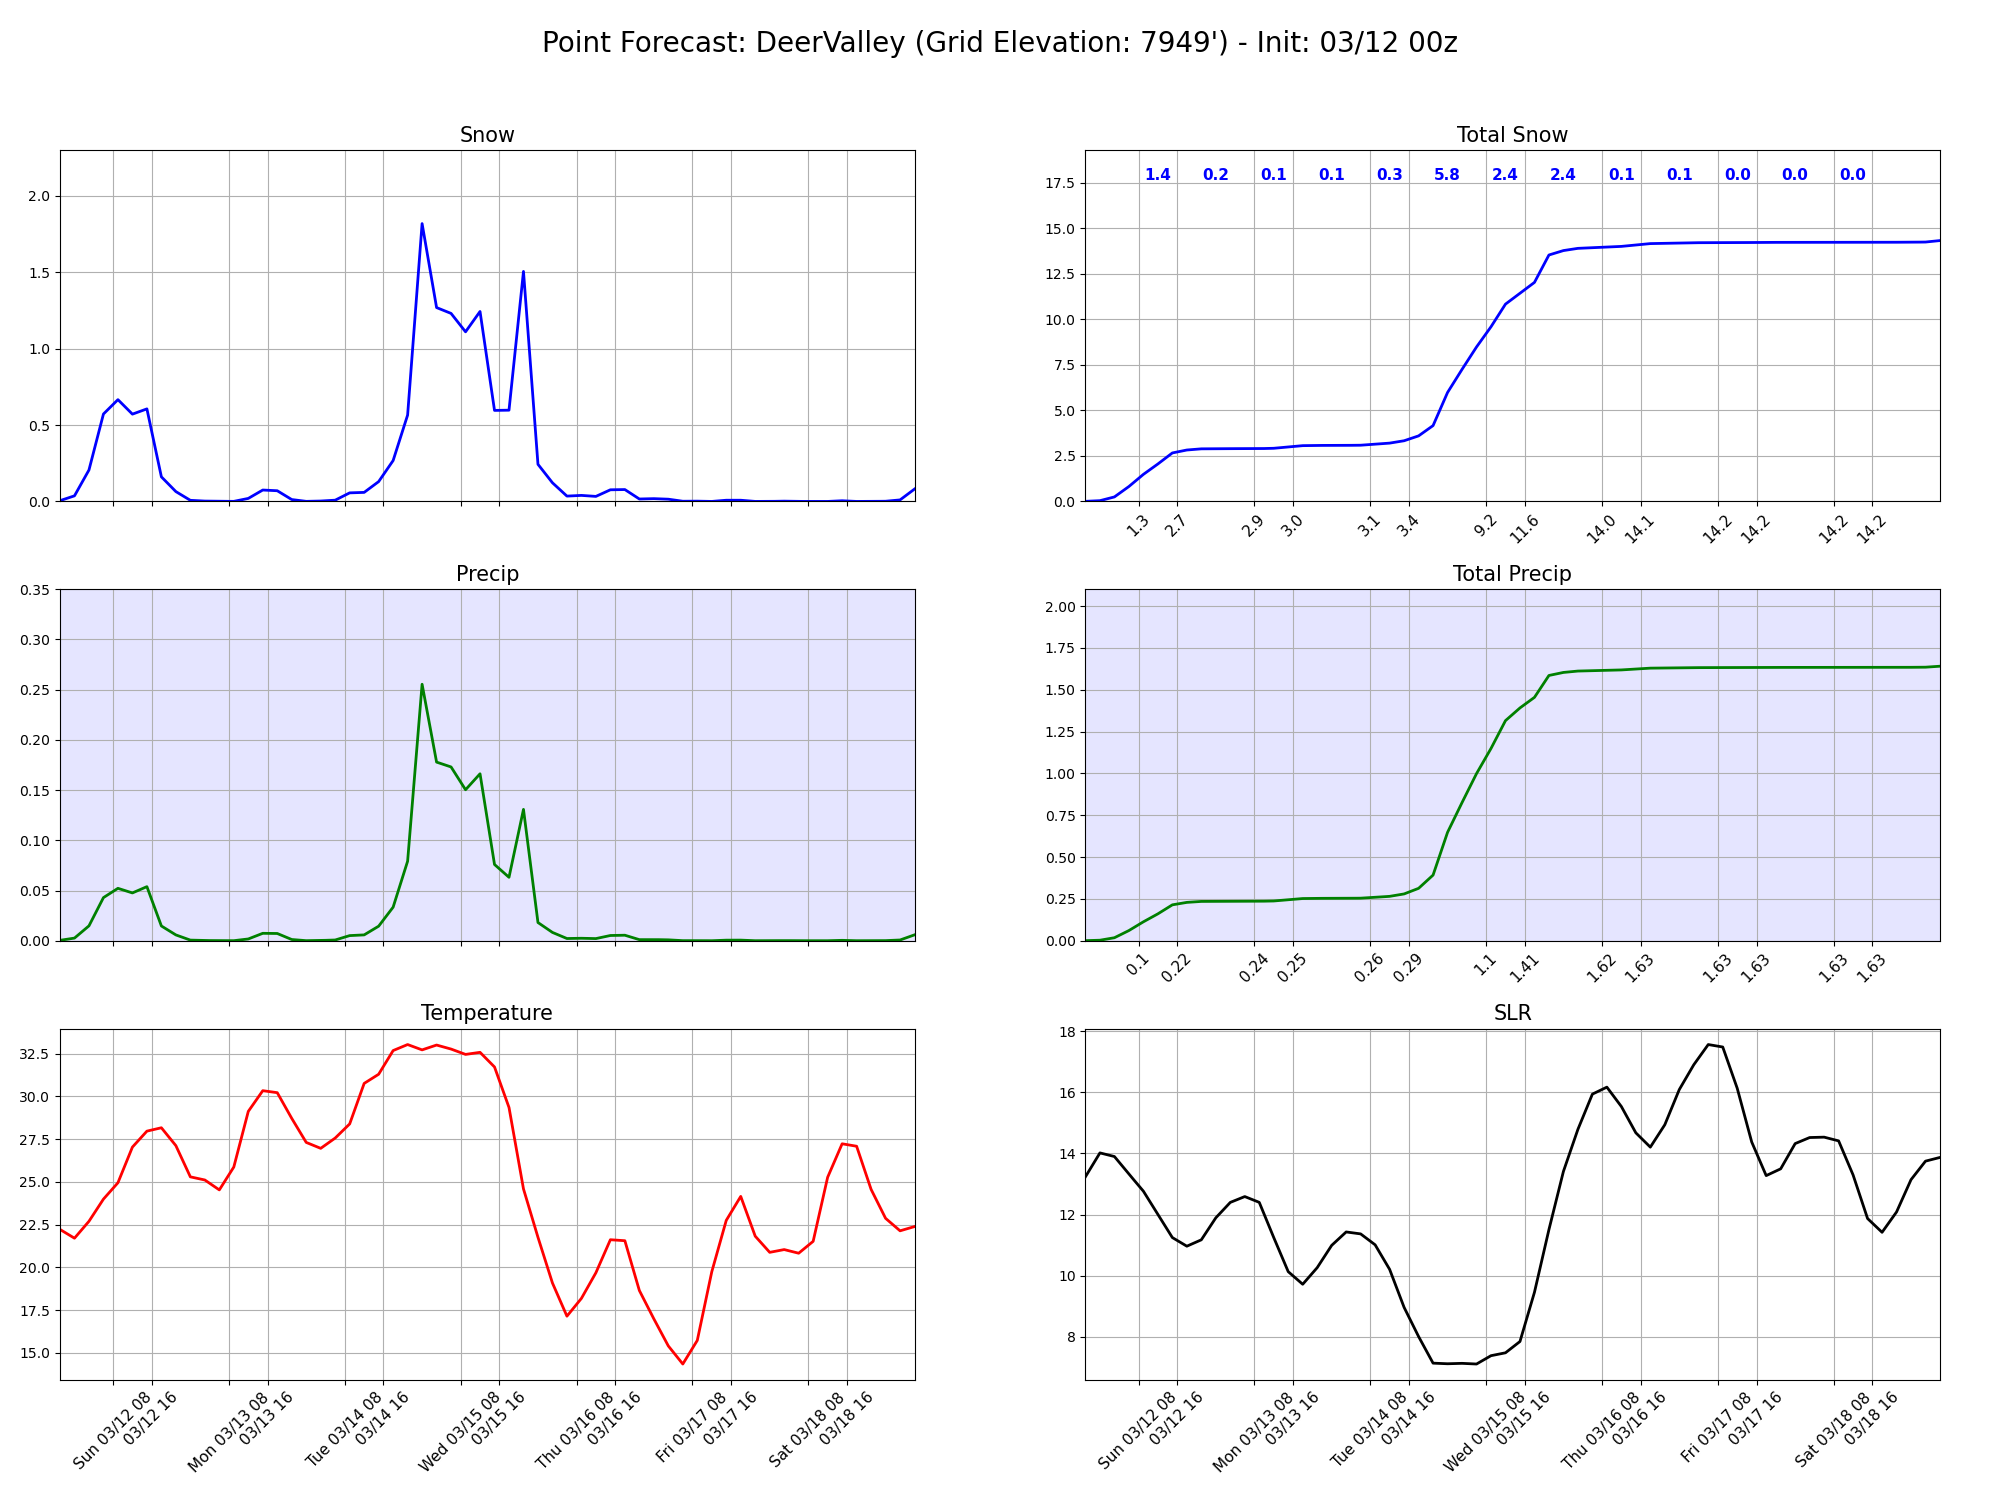 Point Forecast: DeerValley (Grid Elevation: 7949') - Init: 03/12 00z
Snow
2.0
1.5
1.0
0.5
0.0
Total Snow
1.4 0.2 0.1 0.1 0.3 5.8 2.4 2.4 0.1 0.1 0.0 0.0 0.0
17.5
15.0
12.5
10.0
7.5
5.0
2.5
0.0
1.3 2.7 2.9 3.0 3.1 3.4 9.2 11.6 14.0 14.1 14.2 14.2 14.2 14.2
Precip
0.35
0.30
0.25
0.20
0.15
0.10
0.05
0.00
Total Precip
2.00
1.75
1.50
1.25
1.00
0.75
0.50
0.25
0.00
0.1 0.22 0.24 0.25 0.26 0.29 1.1 1.41 1.62 1.63 1.63 1.63 1.63 1.63
Temperature
32.5
30.0
27.5
25.0
22.5
20.0
17.5
15.0
Sun 03/12 08
03/12 16
Mon 03/13 08
03/13 16
Tue 03/14 08
03/14 16
Wed 03/15 08
03/15 16
Thu 03/16 08
03/16 16
Fri 03/17 08
03/17 16
Sat 03/18 08
03/18 16
SLR
18
16
14
12
10
8
Sun 03/12 08
03/12 16
Mon 03/13 08
03/13 16
Tue 03/14 08
03/14 16
Wed 03/15 08
03/15 16
Thu 03/16 08
03/16 16
Fri 03/17 08
03/17 16
Sat 03/18 08
03/18 16